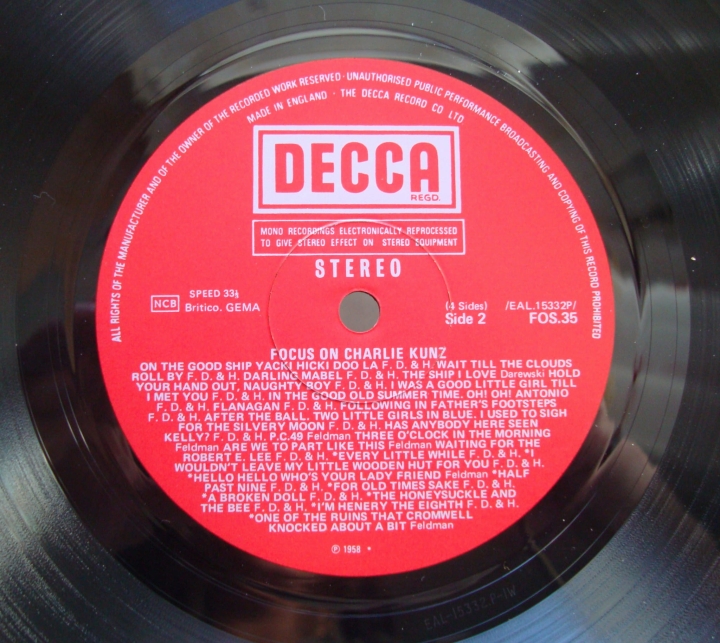 ALL RIGHTS OF THE MANUFACTURER AND OF THE OWNER OF THE RECORDED WORK RESERVED · UNAUTHORISED PUBLIC PERFORMANCE BROADCASTING AND COPYING OF THIS RECORD PROHIBITED
MADE IN ENGLAND · THE DECCA RECORD CO LTD
DECCA
REGD.
MONO RECORDINGS ELECTRONICALLY REPROCESSED
TO GIVE STEREO EFFECT ON STEREO EQUIPMENT
STEREO
NCB
SPEED 33⅓
Britico. GEMA
(4 Sides)
Side 2
/EAL.15332P/
FOS.35
FOCUS ON CHARLIE KUNZ
ON THE GOOD SHIP YACKI HICKI DOO LA F. D. & H. WAIT TILL THE CLOUDS
ROLL BY F. D. & H. DARLING MABEL F. D. & H. THE SHIP I LOVE Darewski HOLD
YOUR HAND OUT, NAUGHTY BOY F. D. & H. I WAS A GOOD LITTLE GIRL TILL
I MET YOU F. D. & H. IN THE GOOD OLD SUMMER TIME. OH! OH! ANTONIO
F. D. & H. FLANAGAN F. D. & H. FOLLOWING IN FATHER'S FOOTSTEPS
F. D. & H. AFTER THE BALL. TWO LITTLE GIRLS IN BLUE. I USED TO SIGH
FOR THE SILVERY MOON F. D. & H. HAS ANYBODY HERE SEEN
KELLY? F. D. & H. P.C.49 Feldman THREE O'CLOCK IN THE MORNING
Feldman ARE WE TO PART LIKE THIS Feldman WAITING FOR THE
ROBERT E. LEE F. D. & H. *EVERY LITTLE WHILE F. D. & H. *I
WOULDN'T LEAVE MY LITTLE WOODEN HUT FOR YOU F. D. & H.
*HELLO HELLO WHO'S YOUR LADY FRIEND Feldman *HALF
PAST NINE F. D. & H. *FOR OLD TIMES SAKE F. D. & H.
*A BROKEN DOLL F. D. & H. *THE HONEYSUCKLE AND
THE BEE F. D. & H. *I'M HENERY THE EIGHTH F. D. & H.
*ONE OF THE RUINS THAT CROMWELL
KNOCKED ABOUT A BIT Feldman
Ⓟ 1958 *
EAL-15332P-1W